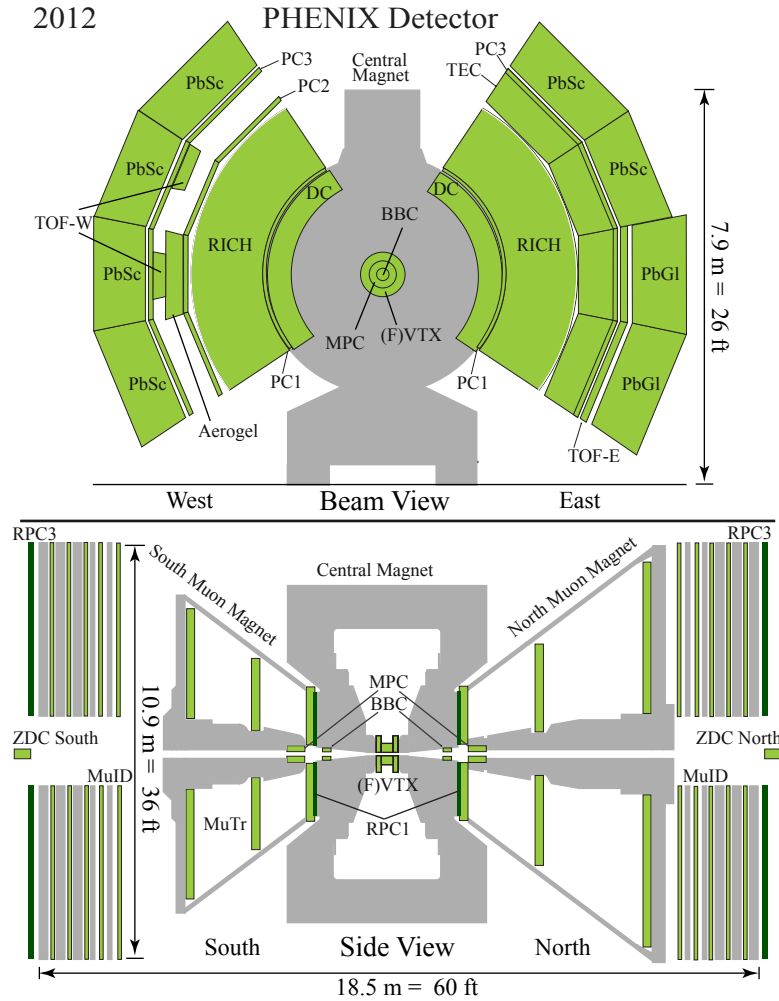 2012
PHENIX Detector
Central
Magnet
PC3
PC2
PC3
TEC
PbSc
PbSc
PbSc
PbSc
DC
DC
BBC
TOF-W
RICH
RICH
PbSc
PbGl
MPC
(F)VTX
PbSc
PbGl
PC1
PC1
Aerogel
TOF-E
7.9 m = 26 ft
West
Beam View
East
RPC3
RPC3
South Muon Magnet
Central Magnet
North Muon Magnet
10.9 m = 36 ft
MPC
BBC
ZDC South
ZDC North
MuID
MuID
(F)VTX
MuTr
RPC1
South
Side View
North
18.5 m = 60 ft